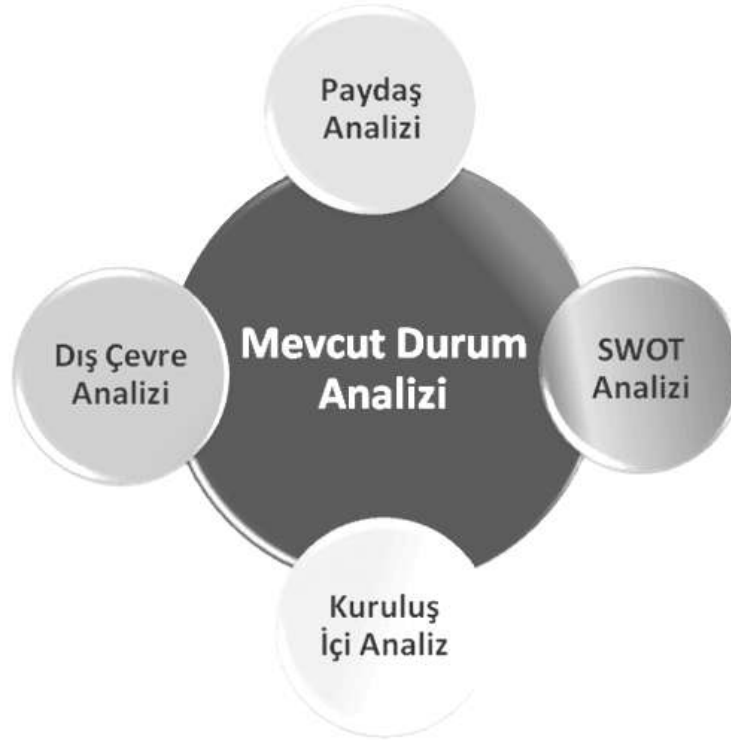 Paydaş
Analizi
Dış Çevre
Analizi
Mevcut Durum
Analizi
SWOT
Analizi
Kuruluş
İçi Analiz